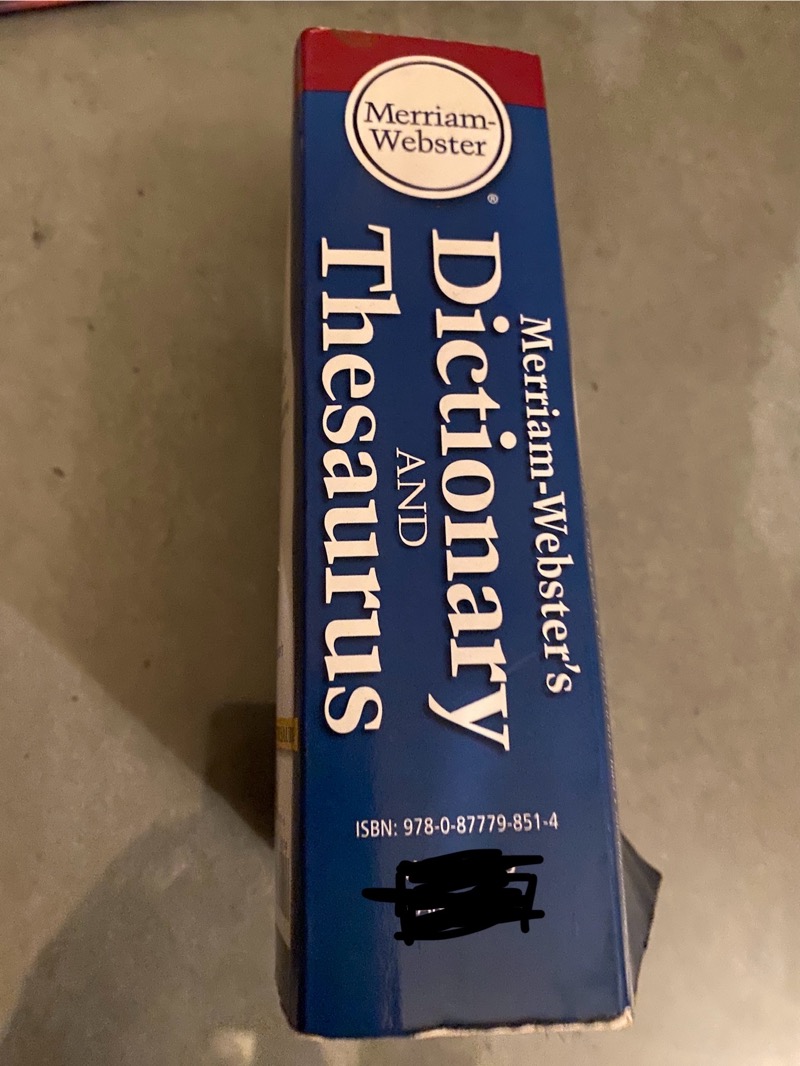 Merriam-
Webster
®
Merriam-Webster's
Dictionary
AND
Thesaurus
ISBN: 978-0-87779-851-4